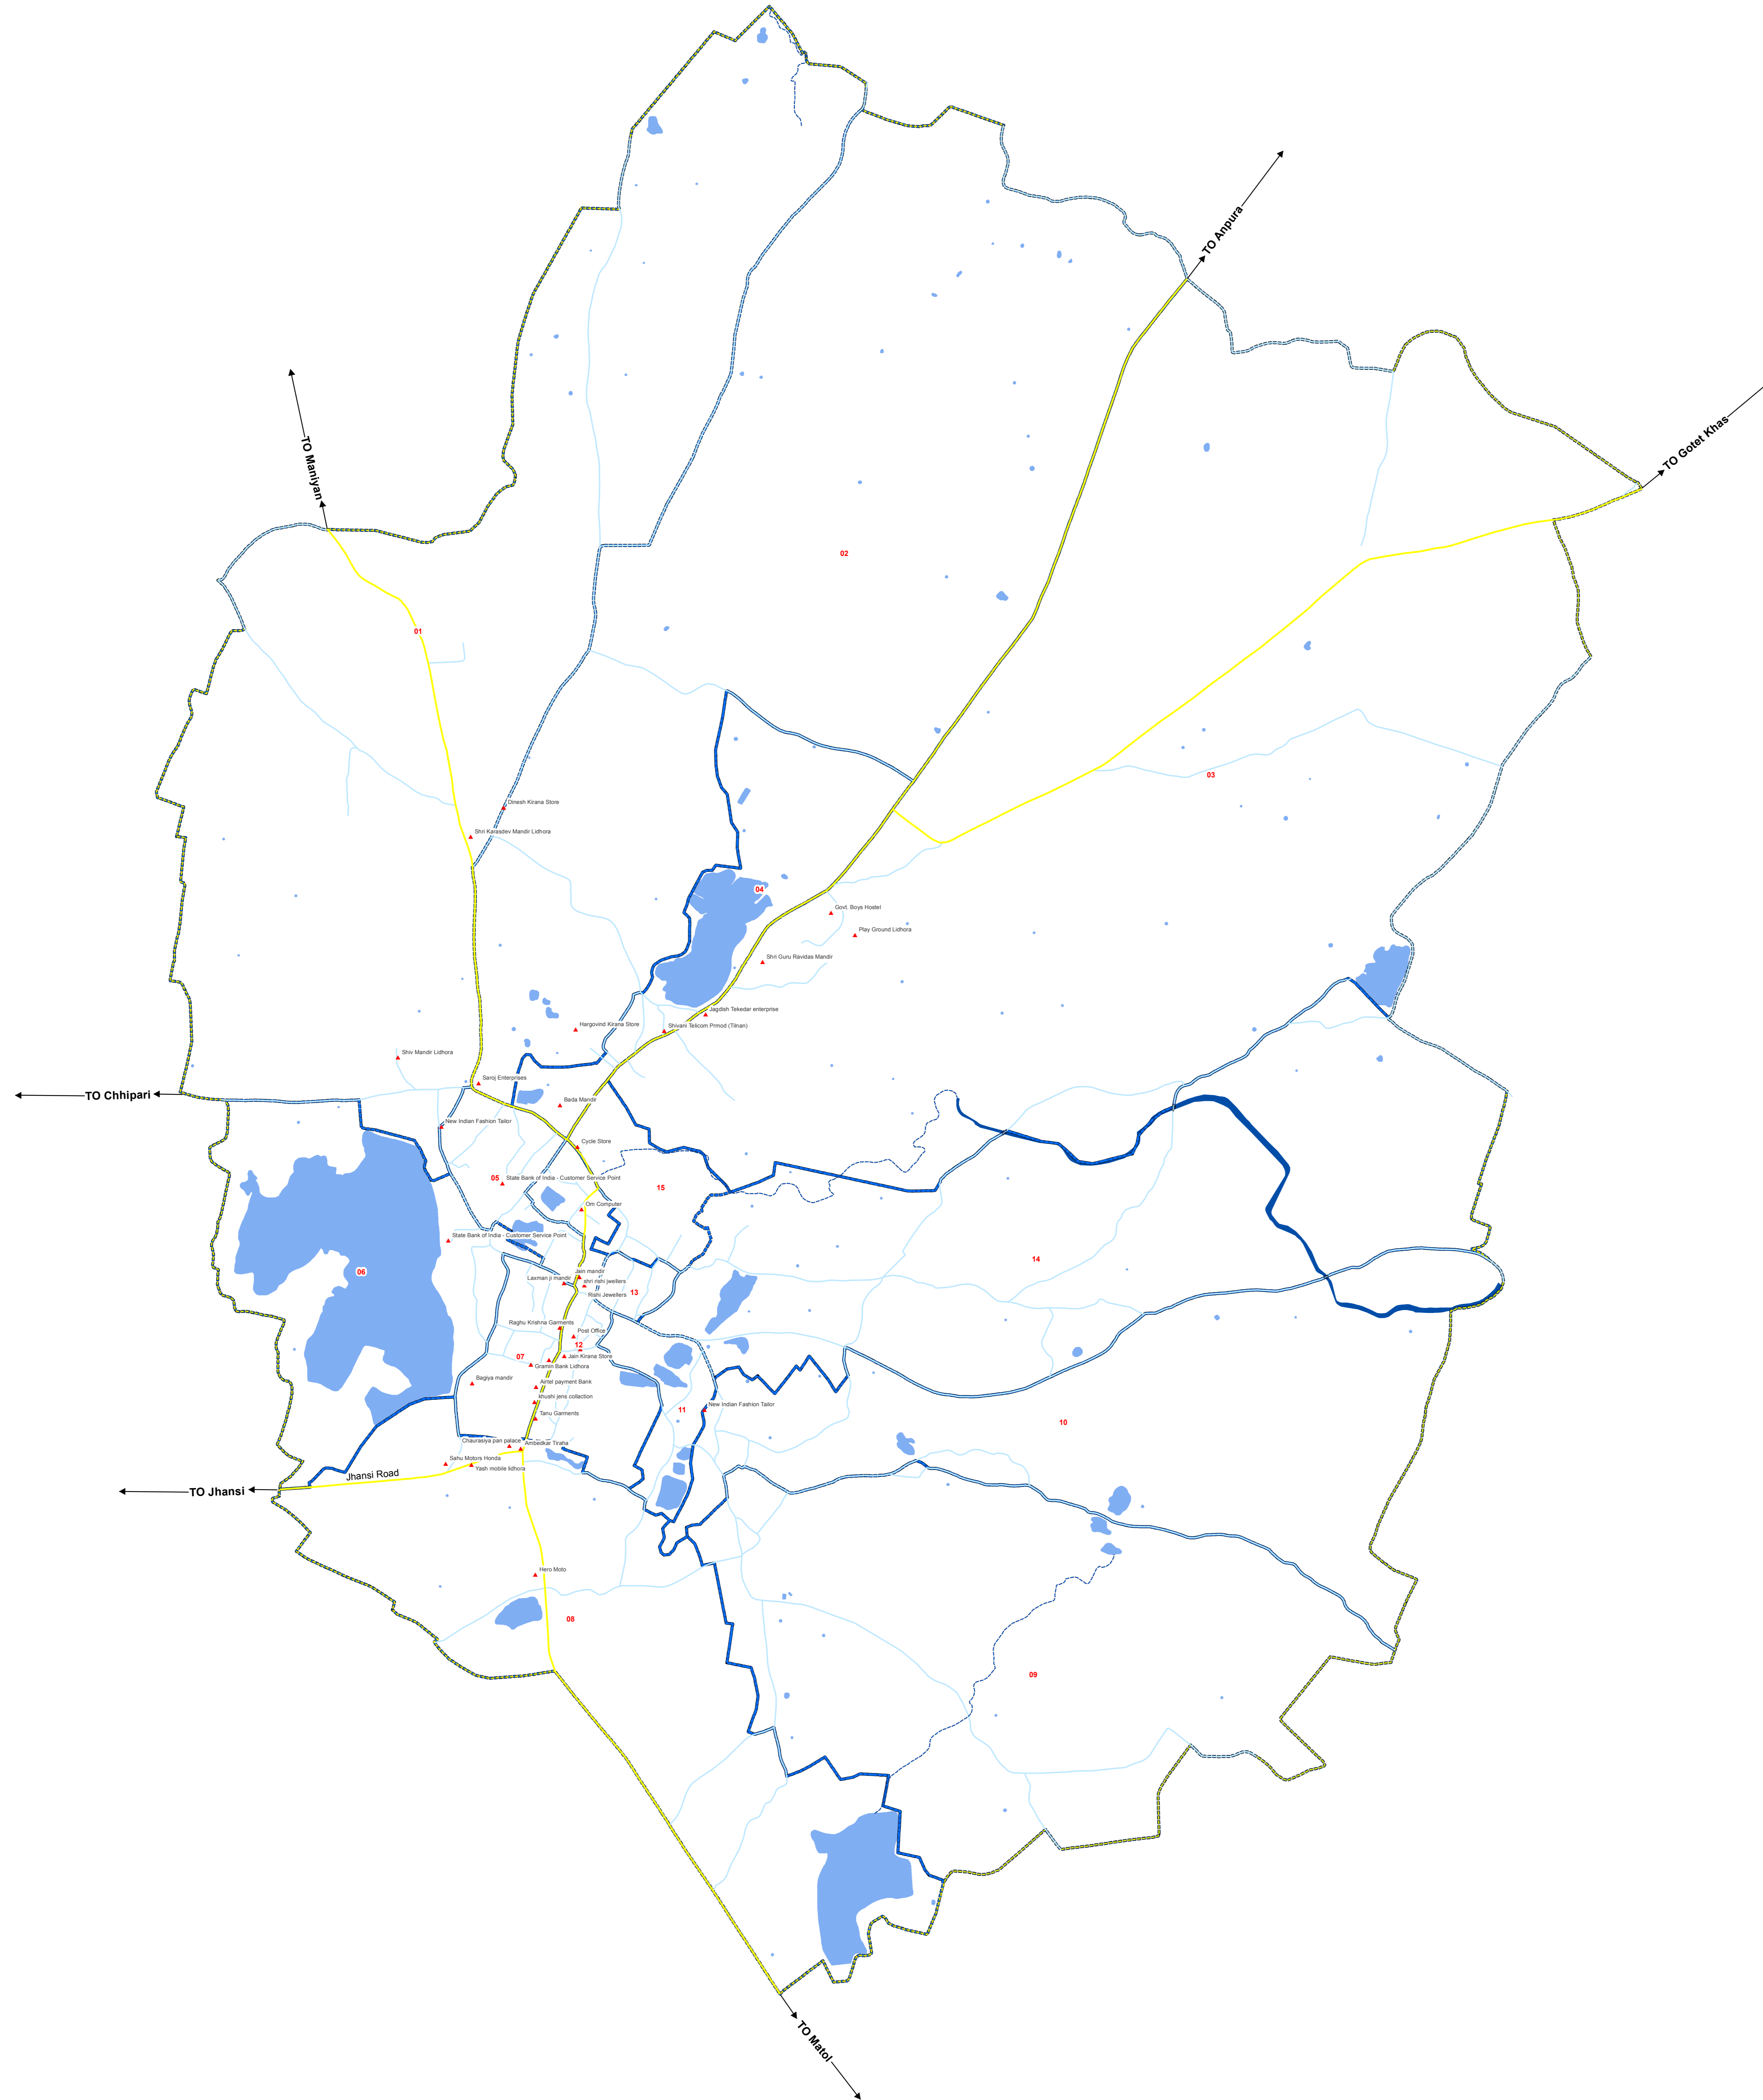 TO Anpura
TO Gotet Khas
TO Maniyan
02
01
03
Dinesh Kirana Store
Shri Karasdev Mandir Lidhora
04
Govt. Boys Hostel
Play Ground Lidhora
Shri Guru Ravidas Mandir
Jagdish Tekedar enterprise
Hargovind Kirana Store
Shivani Telicom Prmod (Tilnan)
Shiv Mandir Lidhora
Saroj Enterprises
TO Chhipari
Bada Mandir
New Indian Fashion Tailor
Cycle Store
05
State Bank of India - Customer Service Point
15
Om Computer
State Bank of India - Customer Service Point
14
06
Jain mandir
Laxman ji mandir
shri rishi jwellers
13
Rishi Jewellers
Raghu Krishna Garments
Post Office
12
07
Jain Kirana Store
Gramin Bank Lidhora
Bagiya mandir
Airtel payment Bank
khushi jens collaction
11
New Indian Fashion Tailor
Tanu Garments
10
Chaurasiya pan palace
Ambedkar Tiraha
Sahu Motors Honda
Yash mobile lidhora
Jhansi Road
TO Jhansi
Hero Moto
08
09
TO Matol